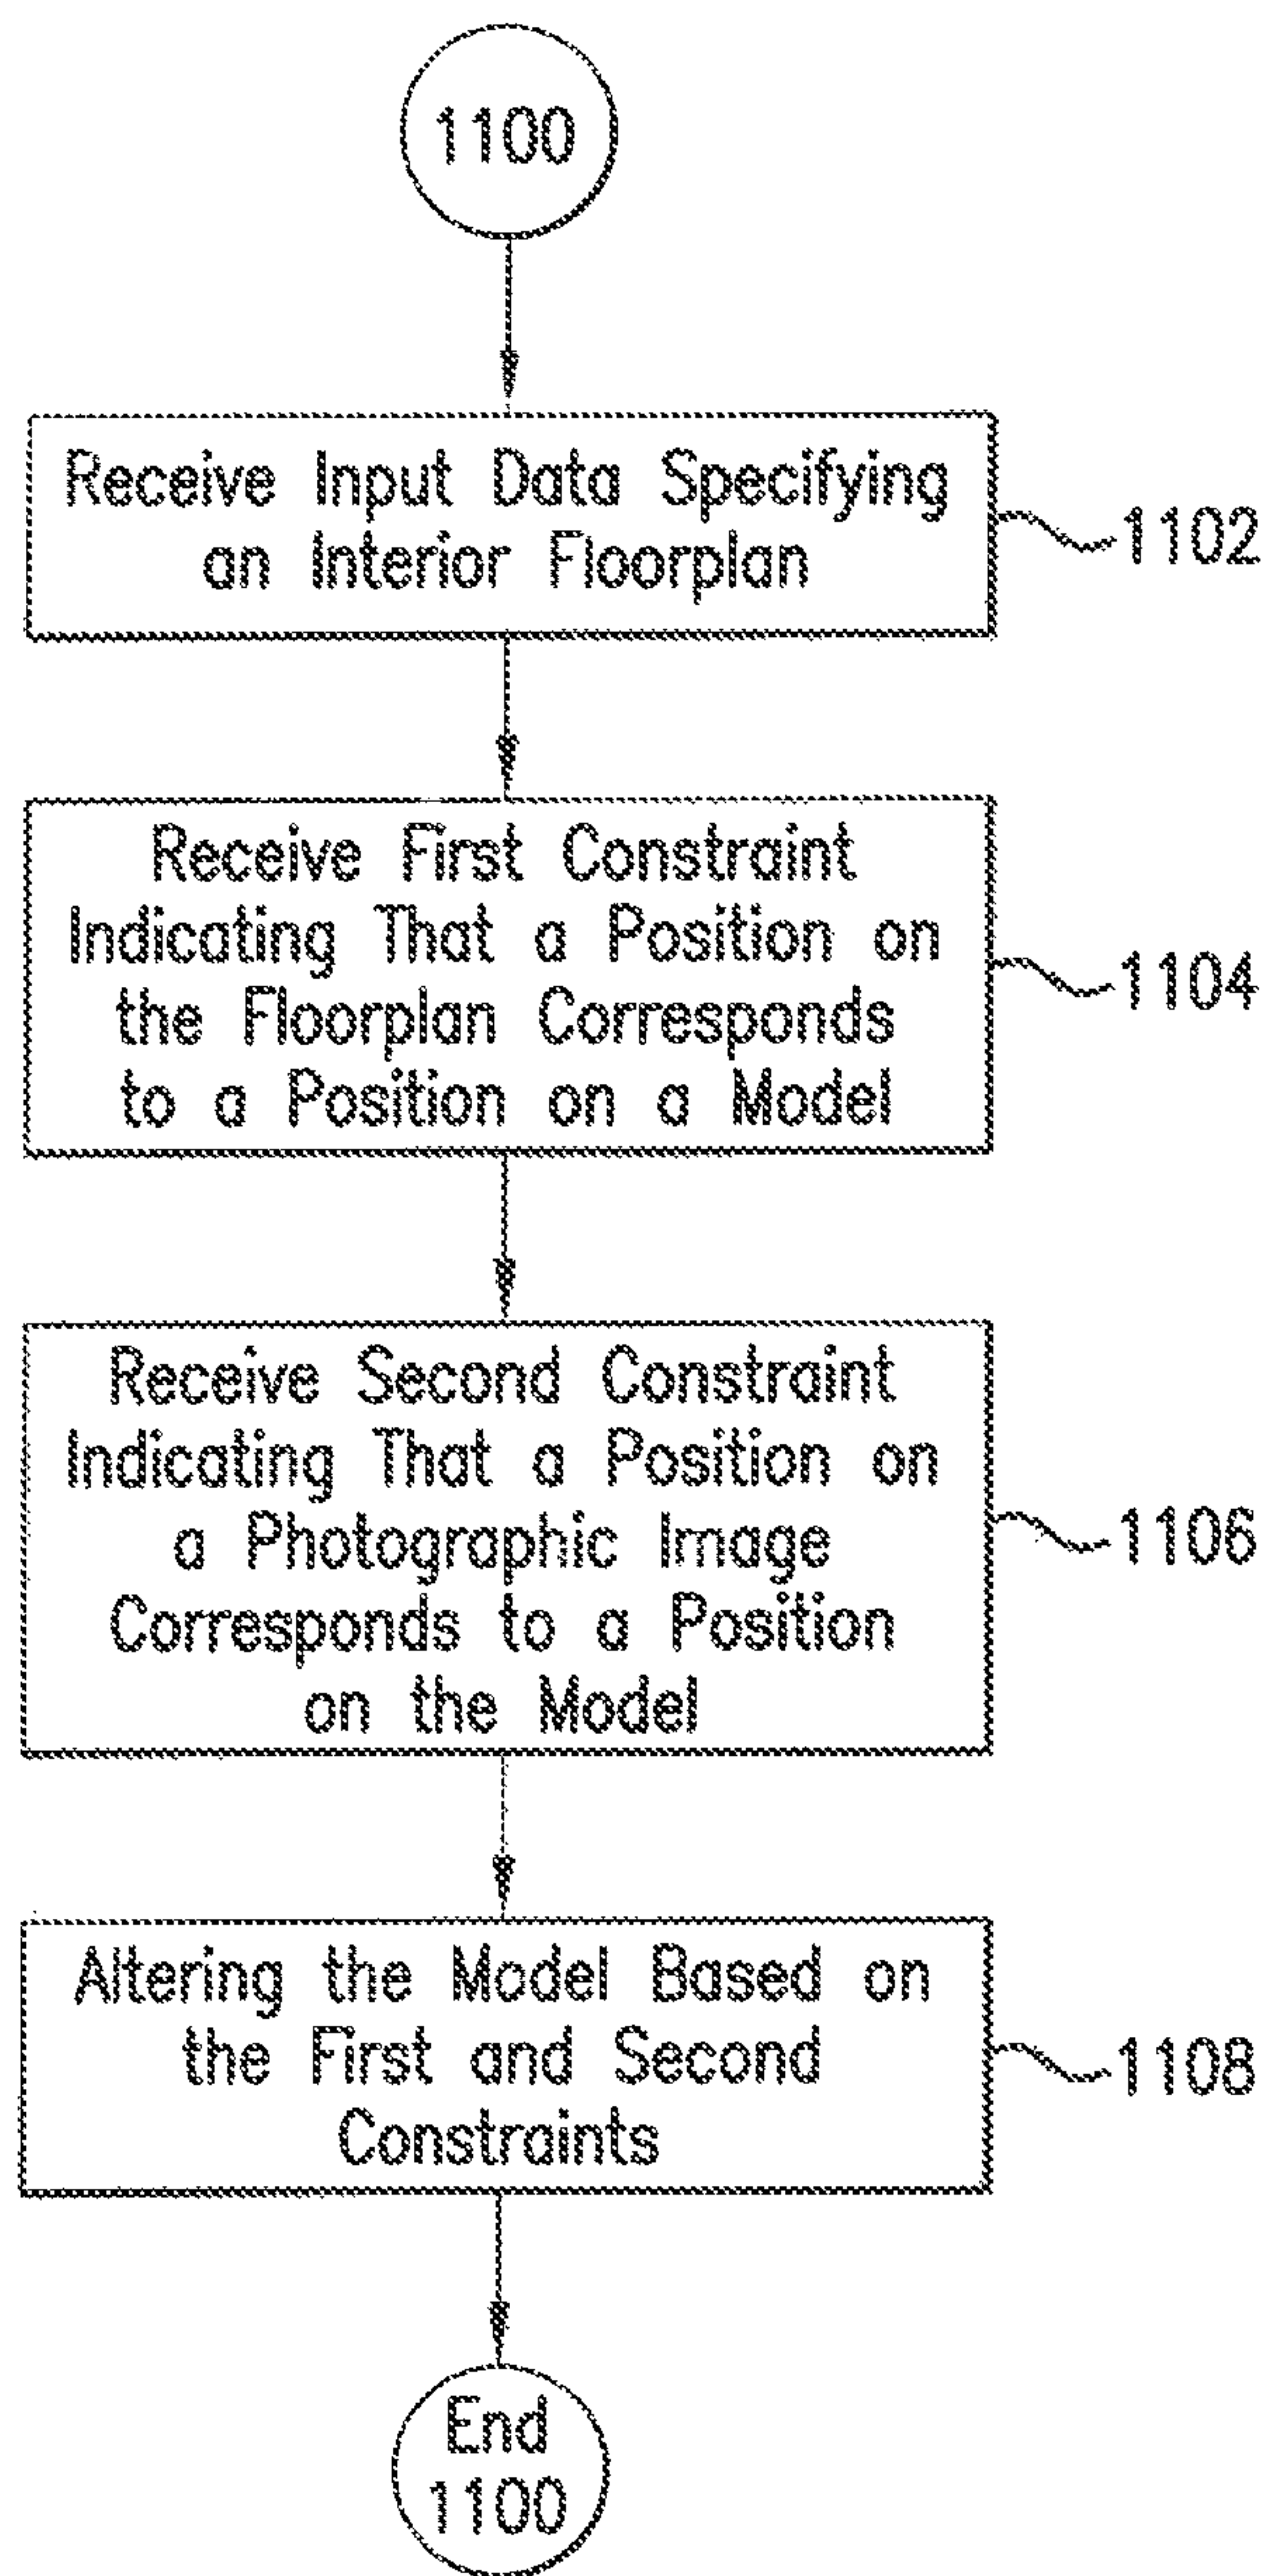 1100
Receive Input Data Specifying
an Interior Floorplan
1102
Receive First Constraint
Indicating That a Position on
the Floorplan Corresponds
to a Position on a Model
1104
Receive Second Constraint
Indicating That a Position on
a Photographic Image
Corresponds to a Position
on the Model
1106
Altering the Model Based on
the First and Second
Constraints
1108
End
1100